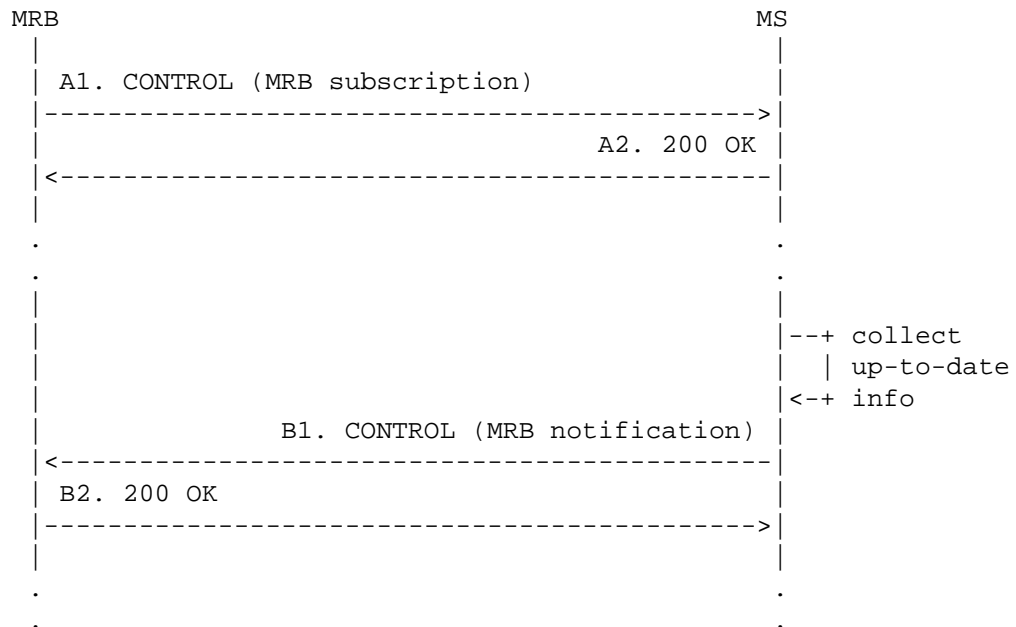 MRB MS
A1. CONTROL (MRB subscription)
A2. 200 OK
collect
up-to-date
info
B1. CONTROL (MRB notification)
B2. 200 OK